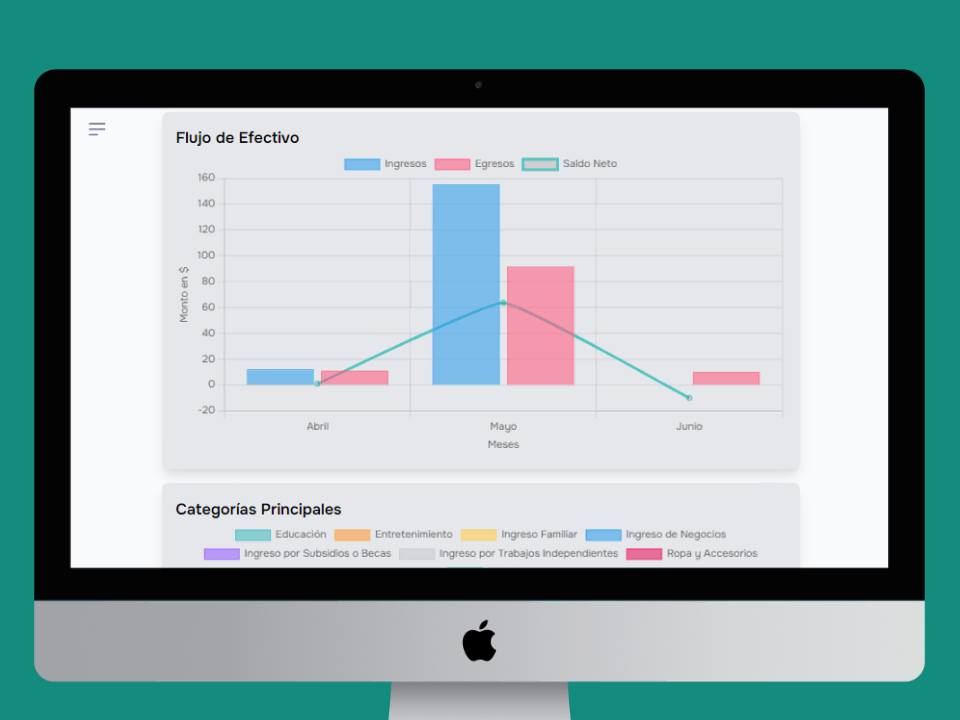 Flujo de Efectivo
Ingresos Egresos Saldo Neto
160
140
120
100
80
60
40
20
0
-20
Monto en $
Abril Mayo Junio
Meses
Categorías Principales
Educación Entretenimiento Ingreso Familiar Ingreso de Negocios
Ingreso por Subsidios o Becas Ingreso por Trabajos Independientes Ropa y Accesorios